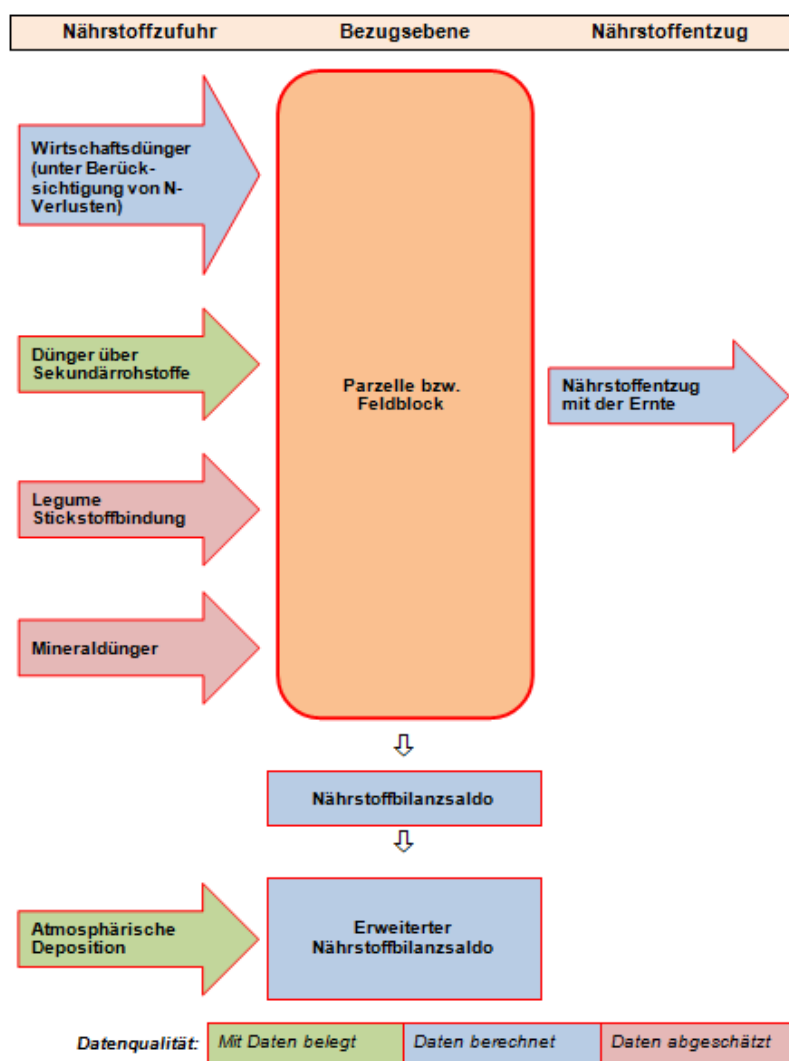 Nährstoffzufuhr Bezugsebene Nährstoffentzug
Wirtschaftsdünger
(unter Berück-
sichtigung von N-
Verlusten)
Dünger über
Sekundärrohstoffe
Parzelle bzw.
Feldblock
Nährstoffentzug
mit der Ernte
Legume
Stickstoffbindung
Mineraldünger
Nährstoffbilanzsaldo
Atmosphärische
Deposition
Erweiterter
Nährstoffbilanzsaldo
Datenqualität: Mit Daten belegt Daten berechnet Daten abgeschätzt